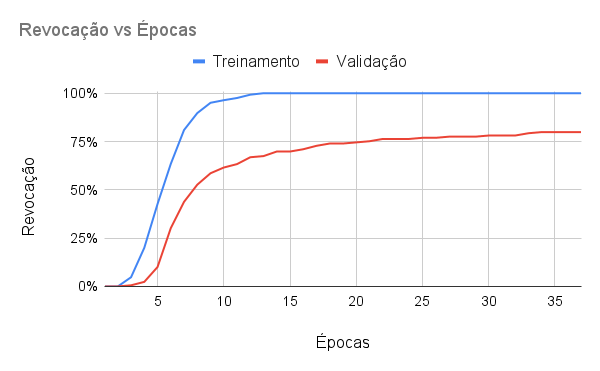 Revocação vs Épocas
Treinamento Validação
100%
75%
50%
25%
0%
Revocação
5 10 15 20 25 30 35
Épocas